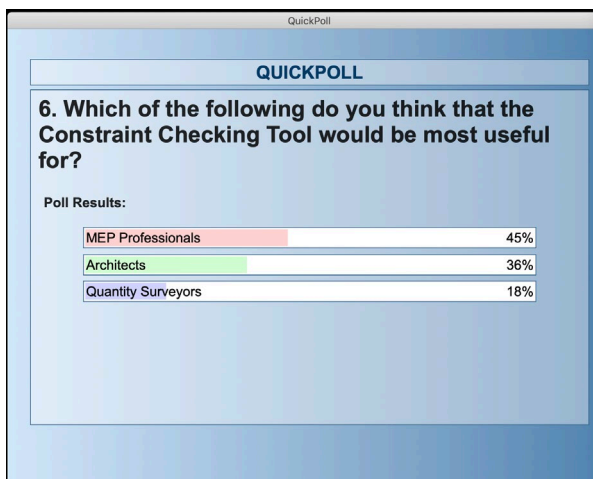 QuickPoll
QUICKPOLL
6. Which of the following do you think that the
Constraint Checking Tool would be most useful
for?
Poll Results:
MEP Professionals 45%
Architects 36%
Quantity Surveyors 18%